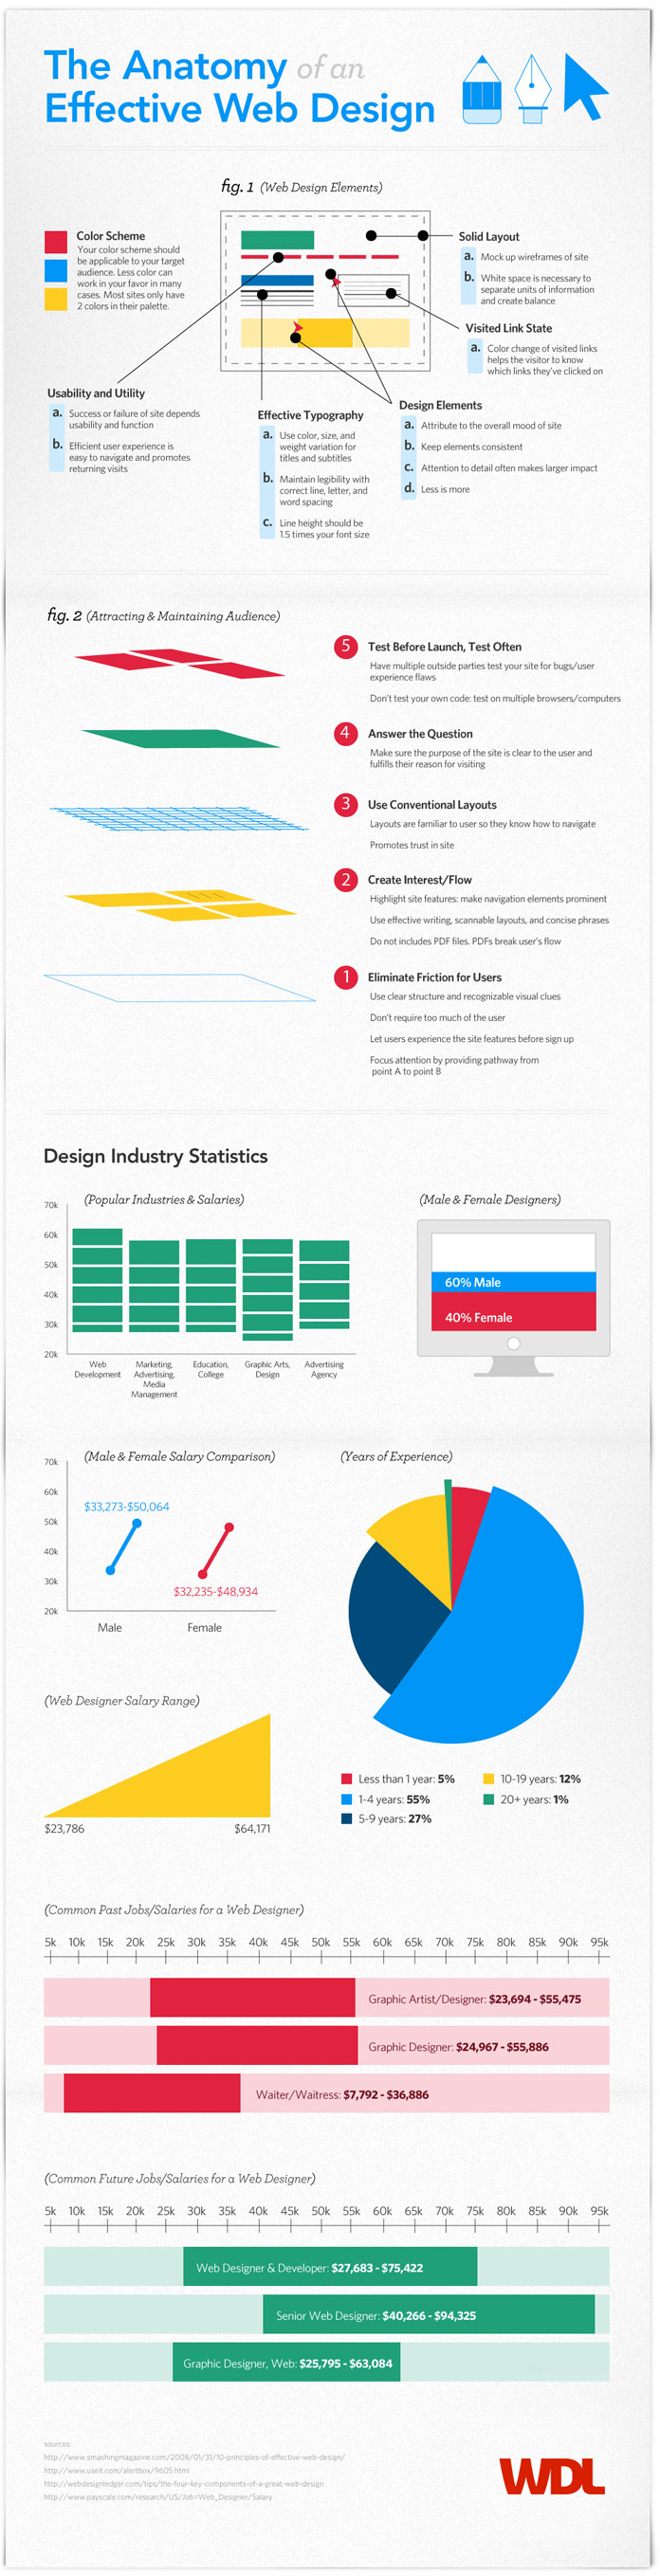 The Anatomy of an
Effective Web Design
fig. 1 (Web Design Elements)
Color Scheme
Your color scheme should
be applicable to your target
audience. Less color can
work in your favor in many
cases. Most sites only have
2 colors in their palette.
Solid Layout
a. Mock up wireframes of site
b. White space is necessary to
separate units of information
and create balance
Visited Link State
a. Color change of visited links
helps the visitor to know
which links they've clicked on
Usability and Utility
a. Success or failure of site depends
usability and function
b. Efficient user experience is
easy to navigate and promotes
returning visits
Effective Typography
a. Use color, size, and
weight variation for
titles and subtitles
b. Maintain legibility with
correct line, letter, and
word spacing
c. Line height should be
1.5 times your font size
Design Elements
a. Attribute to the overall mood of site
b. Keep elements consistent
c. Attention to detail often makes larger impact
d. Less is more
fig. 2 (Attracting & Maintaining Audience)
5 Test Before Launch, Test Often
Have multiple outside parties test your site for bugs/user
experience flaws
Don't test your own code: test on multiple browsers/computers
4 Answer the Question
Make sure the purpose of the site is clear to the user and
fulfills their reason for visiting
3 Use Conventional Layouts
Layouts are familiar to user so they know how to navigate
Promotes trust in site
2 Create Interest/Flow
Highlight site features: make navigation elements prominent
Use effective writing, scannable layouts, and concise phrases
Do not includes PDF files. PDFs break user's flow
1 Eliminate Friction for Users
Use clear structure and recognizable visual clues
Don't require too much of the user
Let users experience the site features before sign up
Focus attention by providing pathway from
point A to point B
Design Industry Statistics
(Popular Industries & Salaries)
70k
60k
50k
40k
30k
20k
Web
Development
Marketing,
Advertising,
Media
Management
Education,
College
Graphic Arts,
Design
Advertising
Agency
(Male & Female Designers)
60% Male
40% Female
(Male & Female Salary Comparison)
70k
60k
50k
40k
30k
20k
$33,273-$50,064
$32,235-$48,934
Male
Female
(Years of Experience)
Less than 1 year: 5%
1-4 years: 55%
5-9 years: 27%
10-19 years: 12%
20+ years: 1%
(Web Designer Salary Range)
$23,786
$64,171
(Common Past Jobs/Salaries for a Web Designer)
5k 10k 15k 20k 25k 30k 35k 40k 45k 50k 55k 60k 65k 70k 75k 80k 85k 90k 95k
Graphic Artist/Designer: $23,694 - $55,475
Graphic Designer: $24,967 - $55,886
Waiter/Waitress: $7,792 - $36,886
(Common Future Jobs/Salaries for a Web Designer)
5k 10k 15k 20k 25k 30k 35k 40k 45k 50k 55k 60k 65k 70k 75k 80k 85k 90k 95k
Web Designer & Developer: $27,683 - $75,422
Senior Web Designer: $40,266 - $94,325
Graphic Designer, Web: $25,795 - $63,084
sources:
http://www.smashingmagazine.com/2008/01/31/10-principles-of-effective-web-design/
http://www.useit.com/alertbox/9605.html
http://webdesignledger.com/tips/the-four-key-components-of-a-great-web-design
http://www.payscale.com/research/US/Job=Web_Designer/Salary
WDL